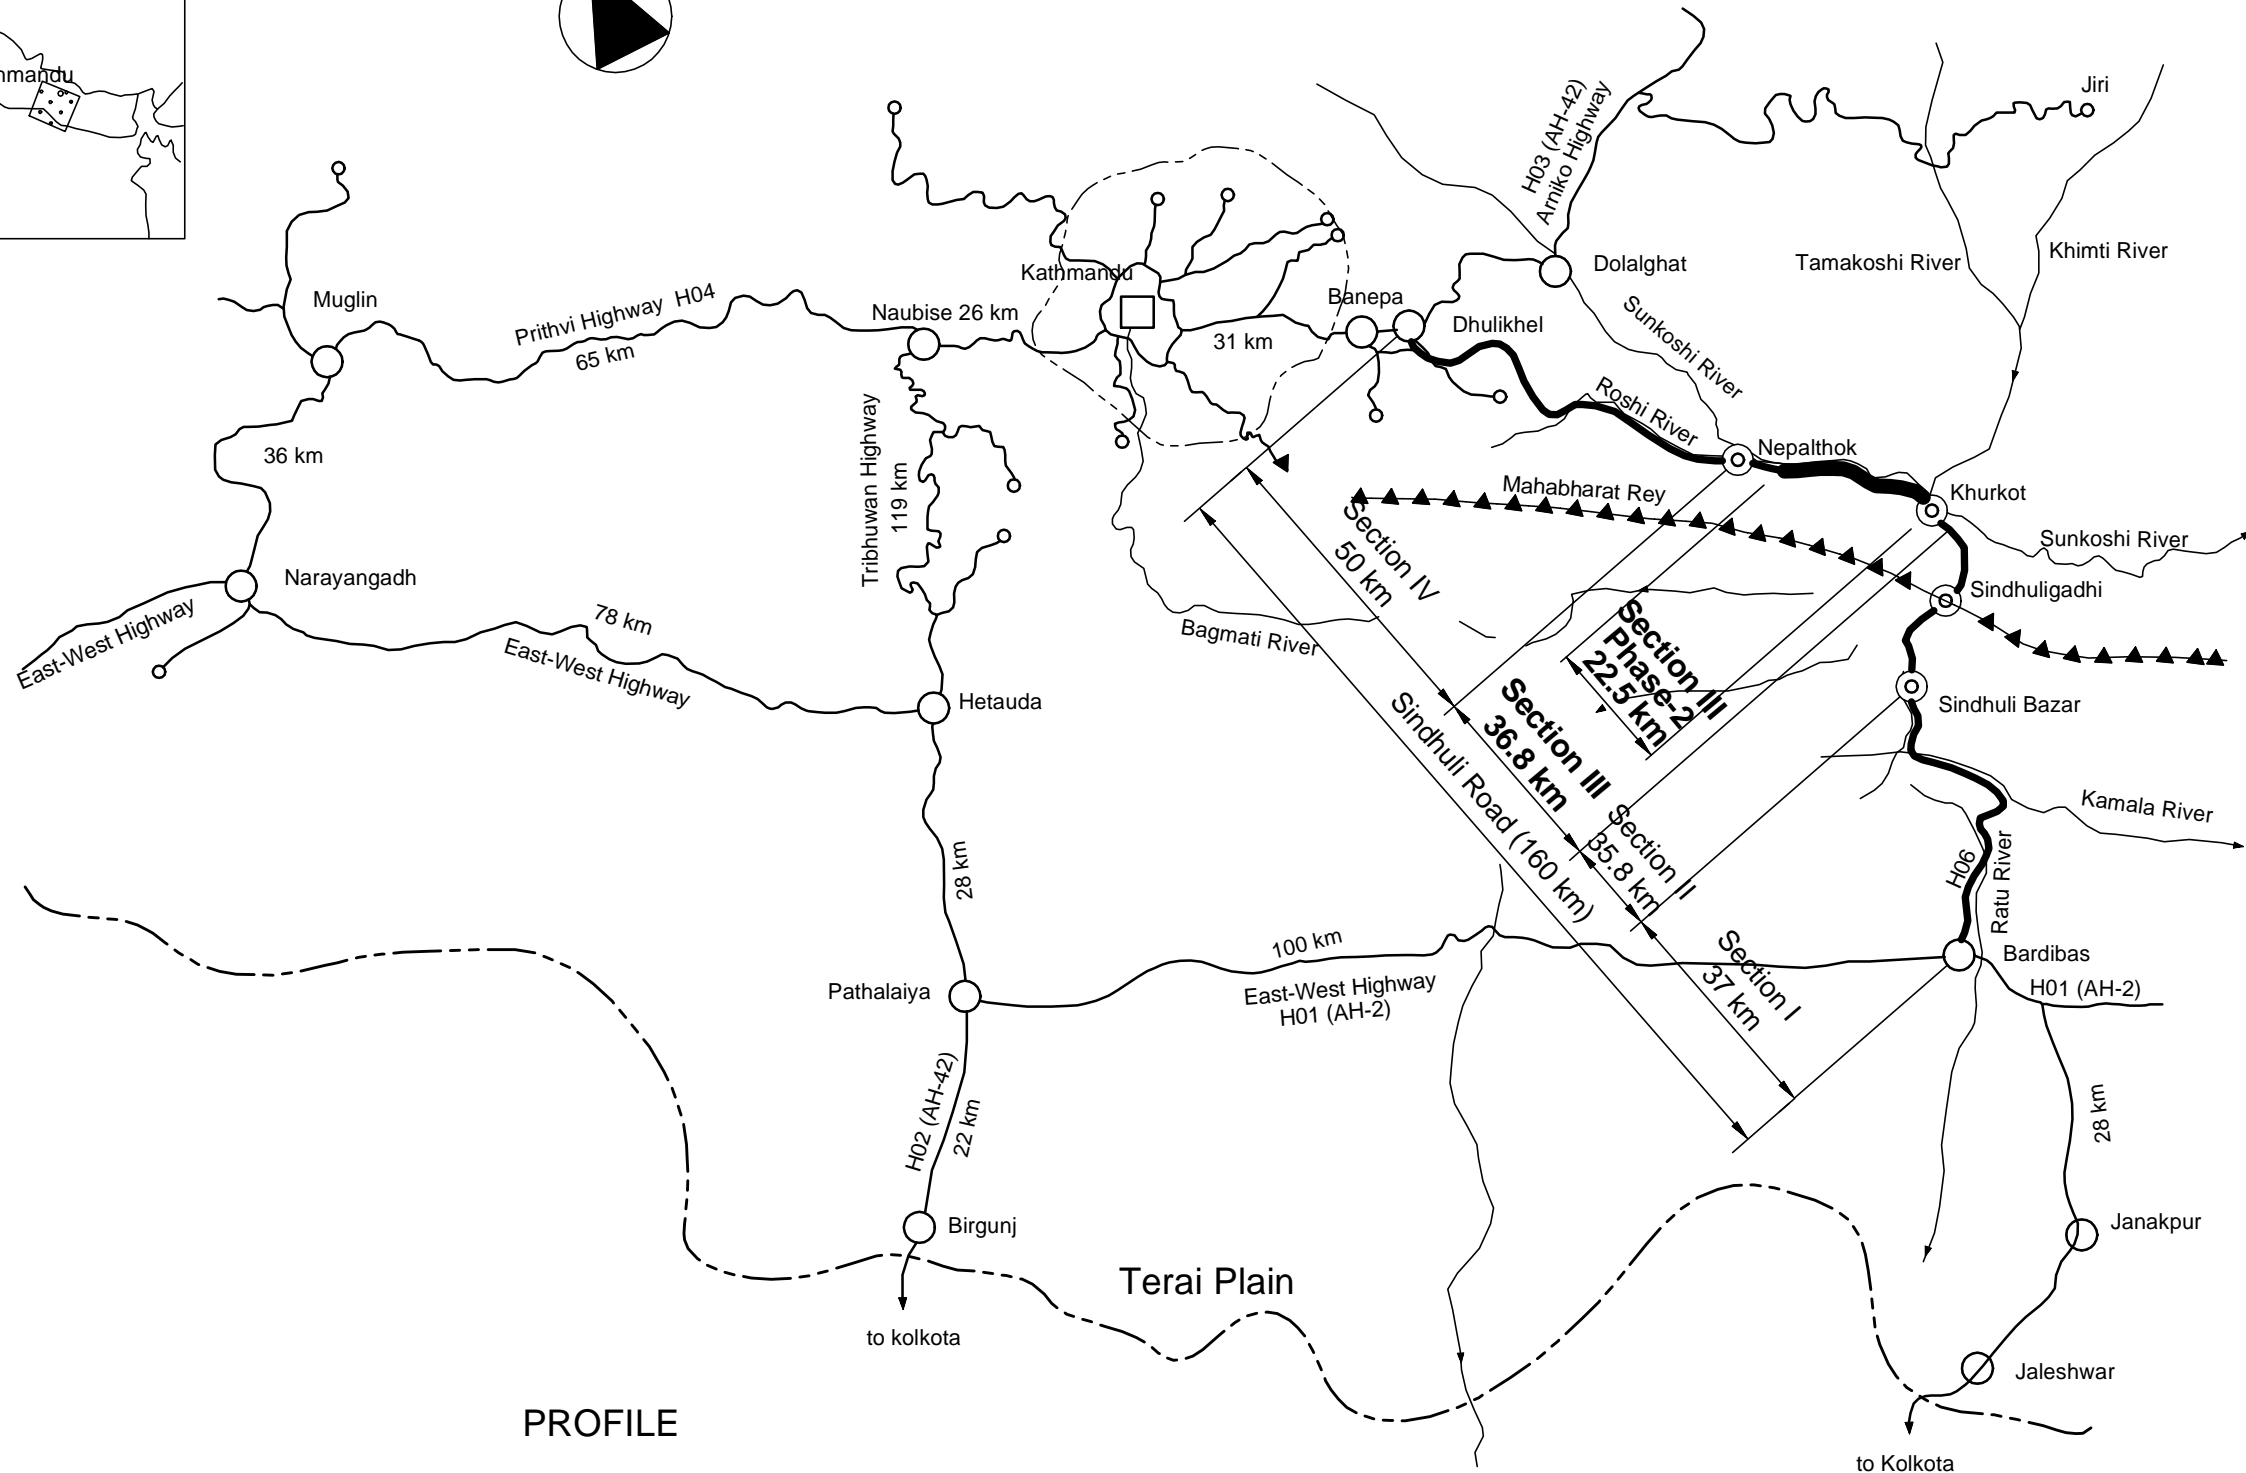 hmandu
H03 (AH-42)
Arniko Highway
Jiri
Tamakoshi River
Khimti River
Dolalghat
Kathmandu
Muglin
Prithvi Highway H04
65 km
Naubise 26 km
Banepa
Dhulikhel
31 km
Sunkoshi River
Roshi River
Nepalthok
36 km
Tribhuwan Highway
119 km
Mahabharat Rey
Khurkot
Sunkoshi River
Section IV
50 km
Narayangadh
Sindhuligadhi
East-West Highway
78 km
East-West Highway
Bagmati River
Section III
Phase-2
22.5 km
Hetauda
Sindhuli Bazar
Section III
36.8 km
Sindhuli Road (160 km)
Section II
35.8 km
Kamala River
H06
Ratu River
28 km
100 km
East-West Highway
H01 (AH-2)
Section I
37 km
Bardibas
H01 (AH-2)
Pathalaiya
H02 (AH-42)
22 km
28 km
Birgunj
Janakpur
Terai Plain
to kolkota
Jaleshwar
PROFILE
to Kolkota